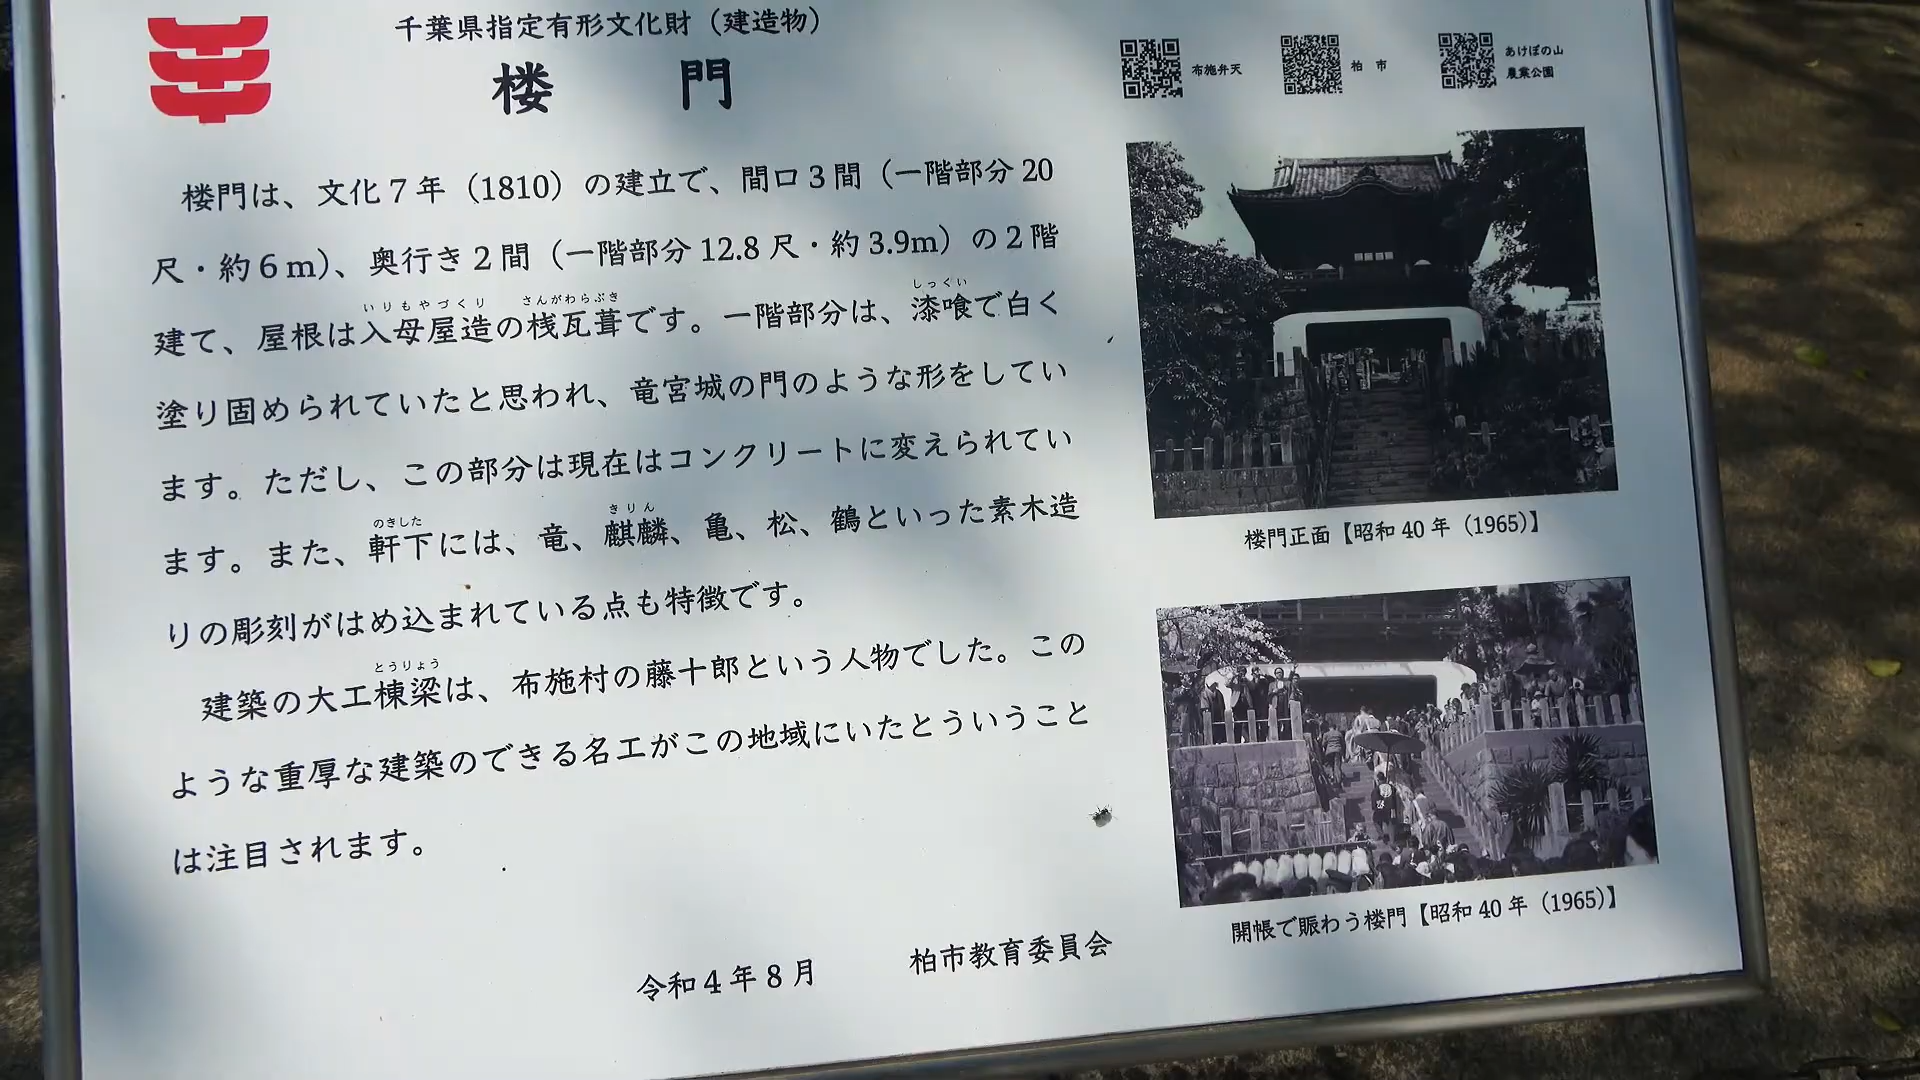 千葉県指定有形文化財（建造物）
楼門
布施弁天
柏市
あけぼの山
農業公園
楼門は、文化７年（1810）の建立で、間口３間（一階部分 20
尺・約６ｍ）、奥行き２間（一階部分 12.8 尺・約 3.9m）の２階
いりもやづくり さんがわらぶき しっくい
建て、屋根は入母屋造の桟瓦葺です。一階部分は、漆喰で白く
塗り固められていたと思われ、竜宮城の門のような形をしてい
ます。ただし、この部分は現在はコンクリートに変えられてい
のきした きりん
ます。また、軒下には、竜、麒麟、亀、松、鶴といった素木造
りの彫刻がはめ込まれている点も特徴です。
とうりょう
建築の大工棟梁は、布施村の藤十郎という人物でした。この
ような重厚な建築のできる名工がこの地域にいたとういうこと
は注目されます。
令和４年８月 柏市教育委員会
楼門正面【昭和 40 年（1965）】
開帳で賑わう楼門【昭和 40 年（1965）】